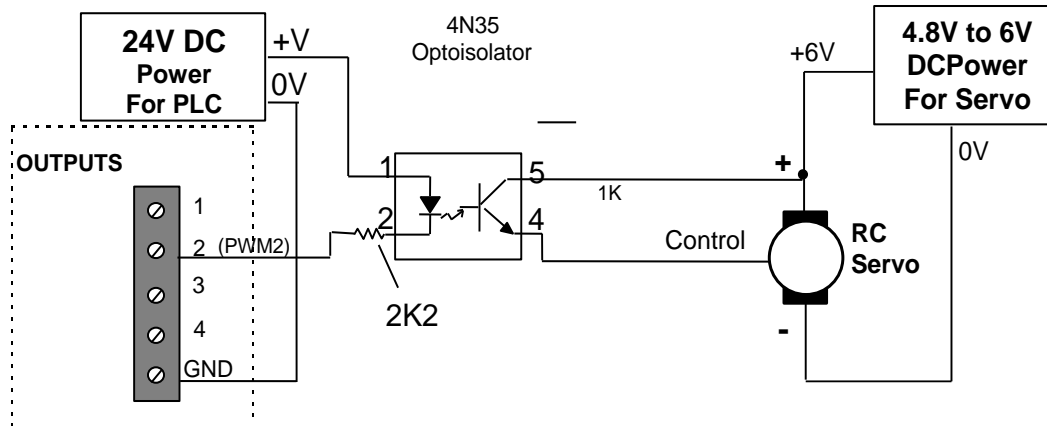 24V DC
Power
For PLC
+V
0V
4N35
Optoisolator
4.8V to 6V
DCPower
For Servo
+6V
0V
OUTPUTS
1
2
(PWM2)
3
4
GND
1
2
5
4
1K
2K2
Control
+
-
RC
Servo